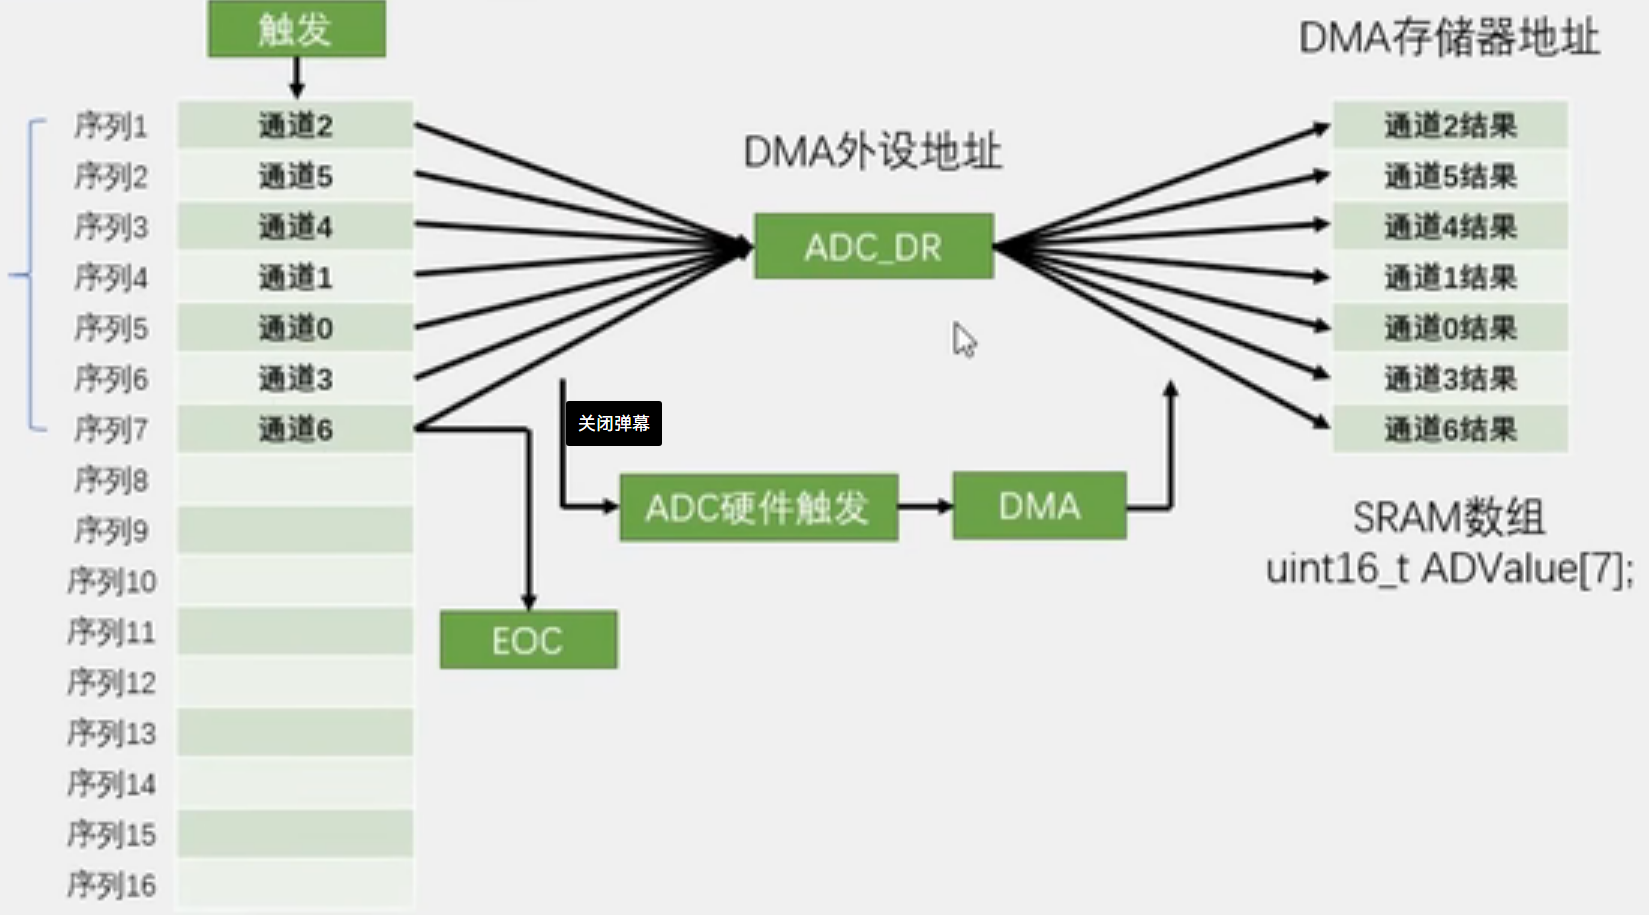 触发
DMA存储器地址
序列1 通道2
序列2 通道5
序列3 通道4
序列4 通道1
序列5 通道0
序列6 通道3
序列7 通道6
序列8
序列9
序列10
序列11
序列12
序列13
序列14
序列15
序列16
DMA外设地址
ADC_DR
关闭弹幕
ADC硬件触发
DMA
EOC
通道2结果
通道5结果
通道4结果
通道1结果
通道0结果
通道3结果
通道6结果
SRAM数组
uint16_t ADValue[7];